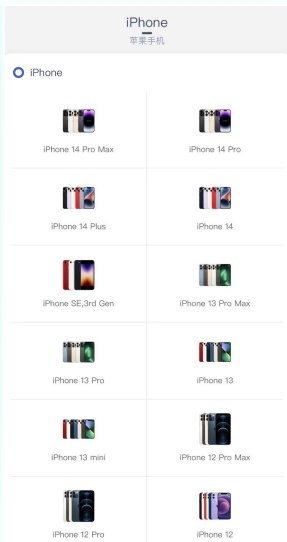 iPhone
苹果手机
iPhone
iPhone 14 Pro Max
iPhone 14 Pro
iPhone 14 Plus
iPhone 14
iPhone SE,3rd Gen
iPhone 13 Pro Max
iPhone 13 Pro
iPhone 13
iPhone 13 mini
iPhone 12 Pro Max
iPhone 12 Pro
iPhone 12